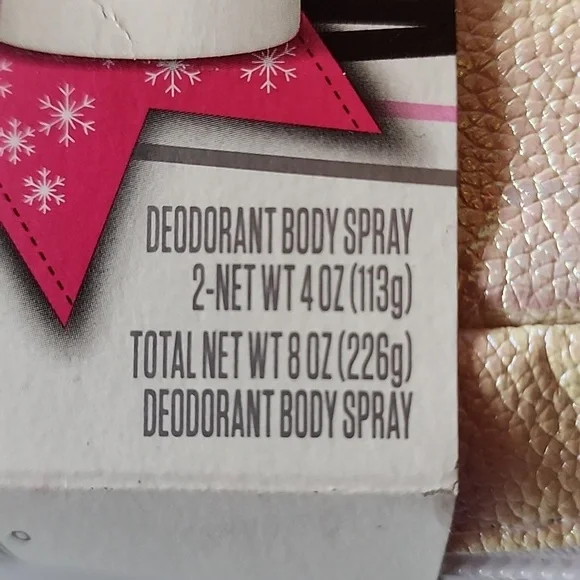 DEODORANT BODY SPRAY
2-NET WT 4 OZ (113g)
TOTAL NET WT 8 OZ (226g)
DEODORANT BODY SPRAY